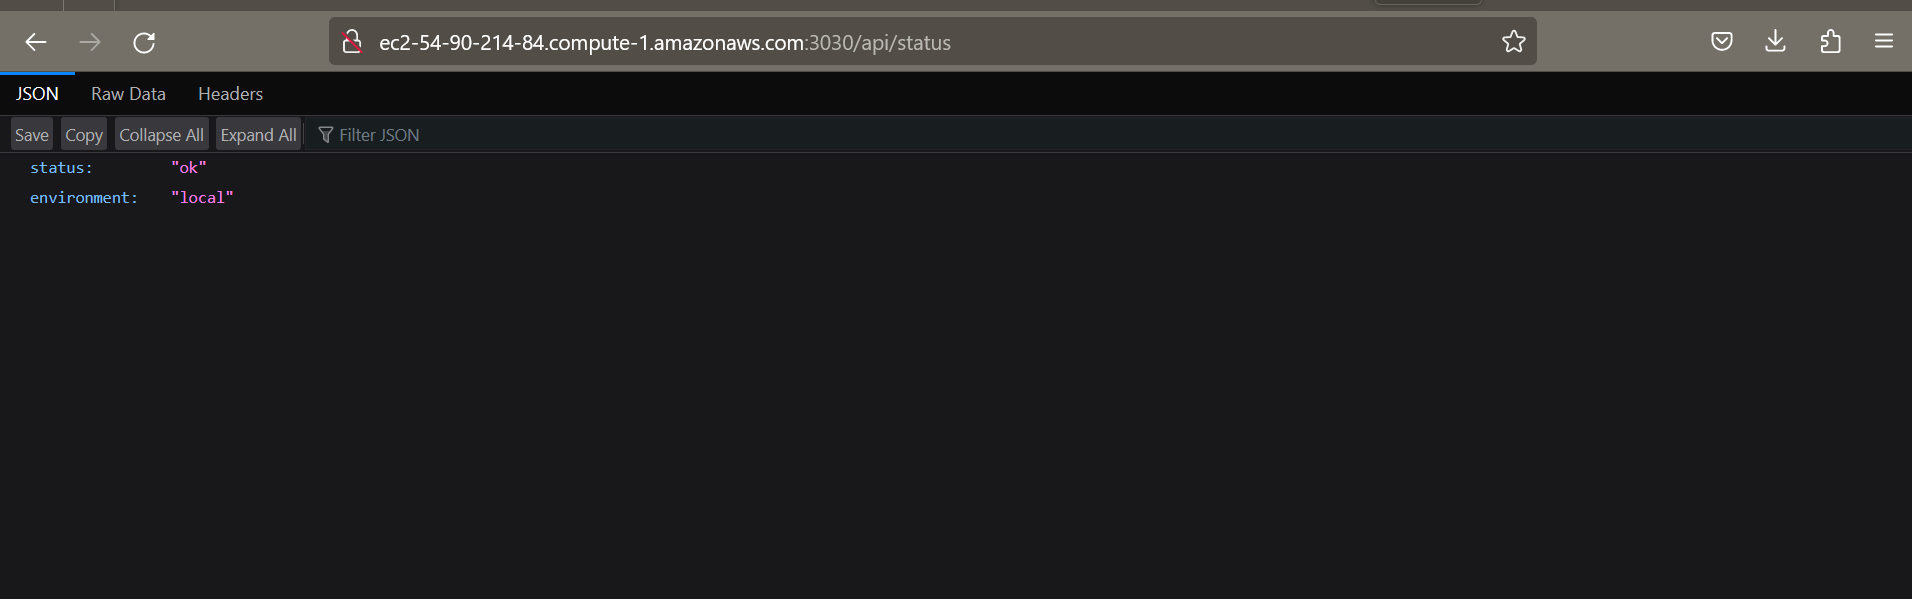 ec2-54-90-214-84.compute-1.amazonaws.com:3030/api/status
JSON Raw Data Headers
Save Copy Collapse All Expand All Filter JSON
status: "ok"
environment: "local"